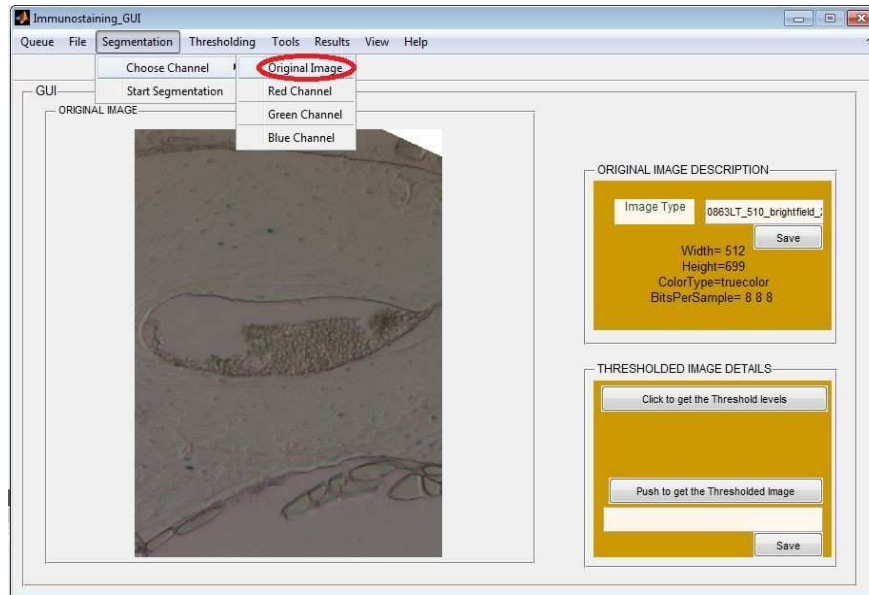 Immunostaining_GUI
Queue File Segmentation Thresholding Tools Results View Help
Choose Channel
Start Segmentation
Original Image
Red Channel
Green Channel
Blue Channel
GUI
ORIGINAL IMAGE
ORIGINAL IMAGE DESCRIPTION
Image Type
0863LT_510_brightfield_
Save
Width= 512
Height=699
ColorType=truecolor
BitsPerSample= 8 8 8
THRESHOLDED IMAGE DETAILS
Click to get the Threshold levels
Push to get the Thresholded Image
Save